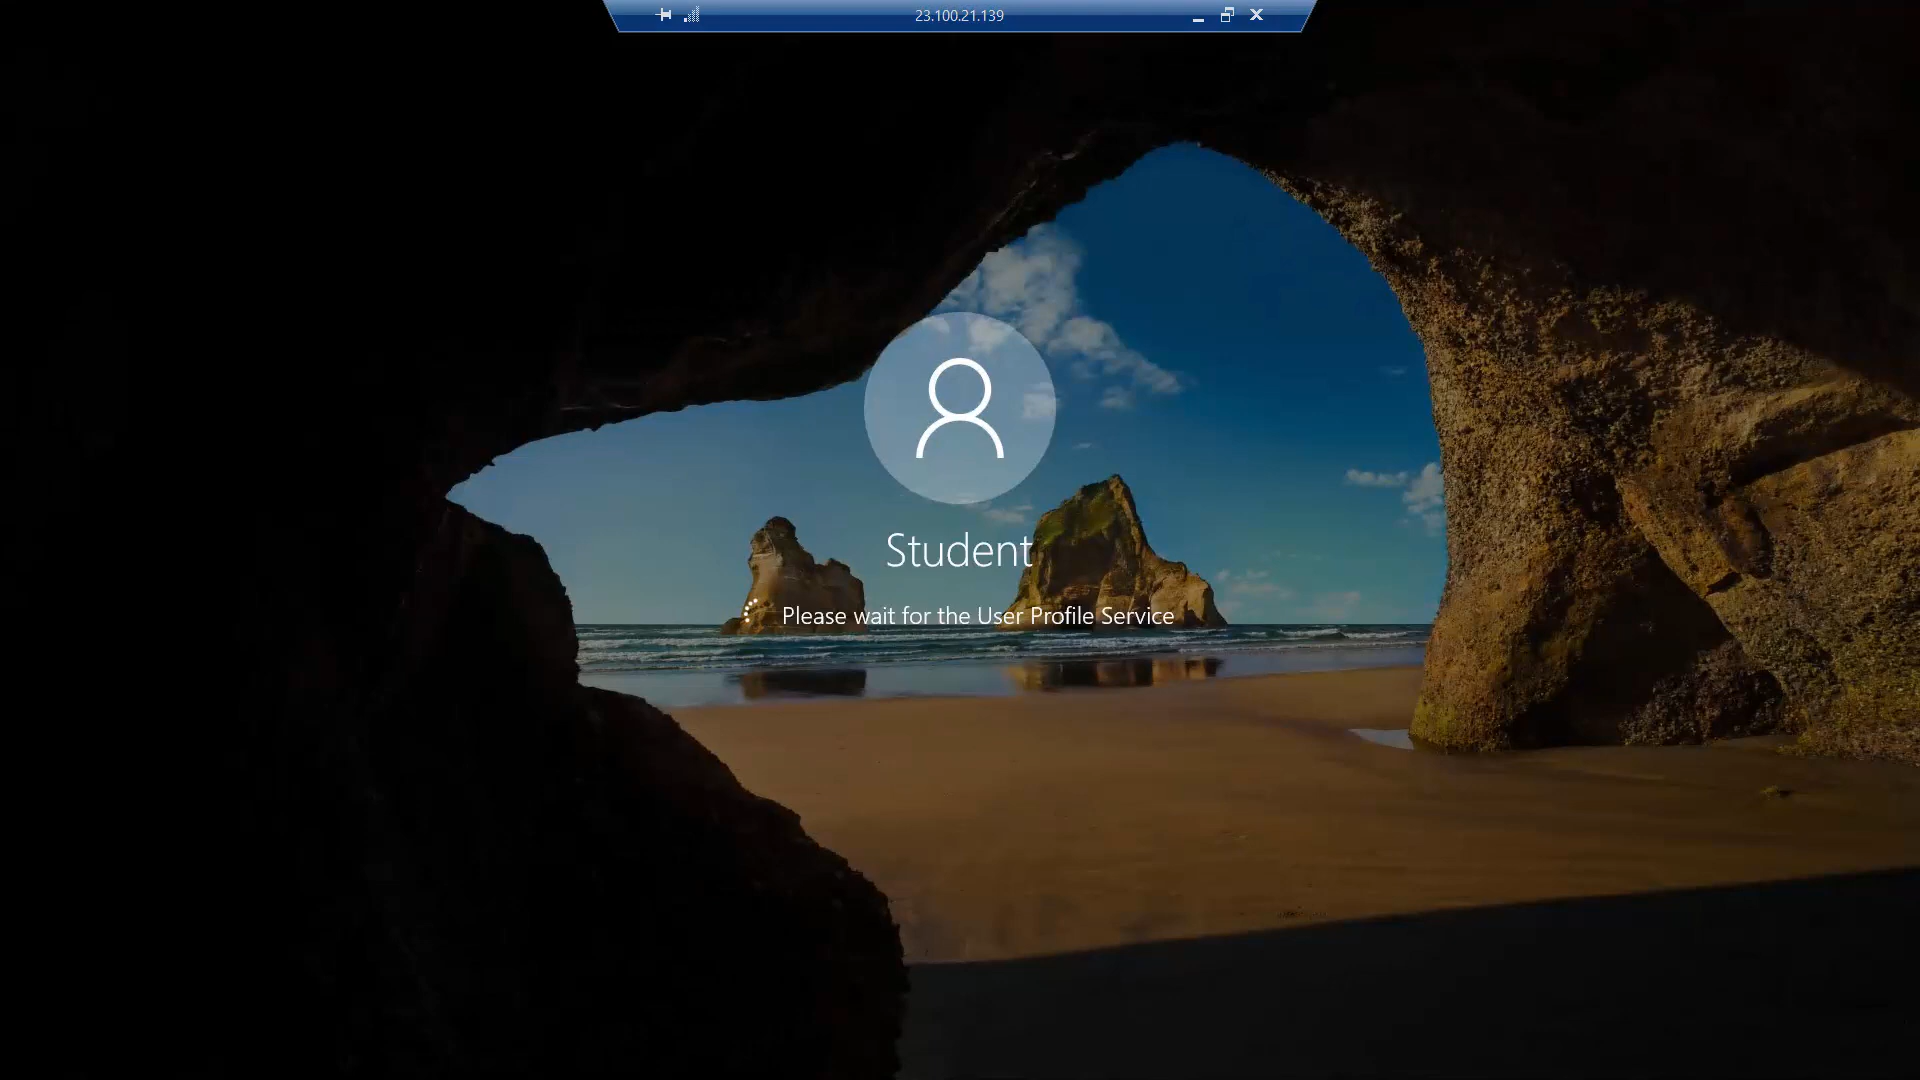 23.100.21.139
Student
Please wait for the User Profile Service